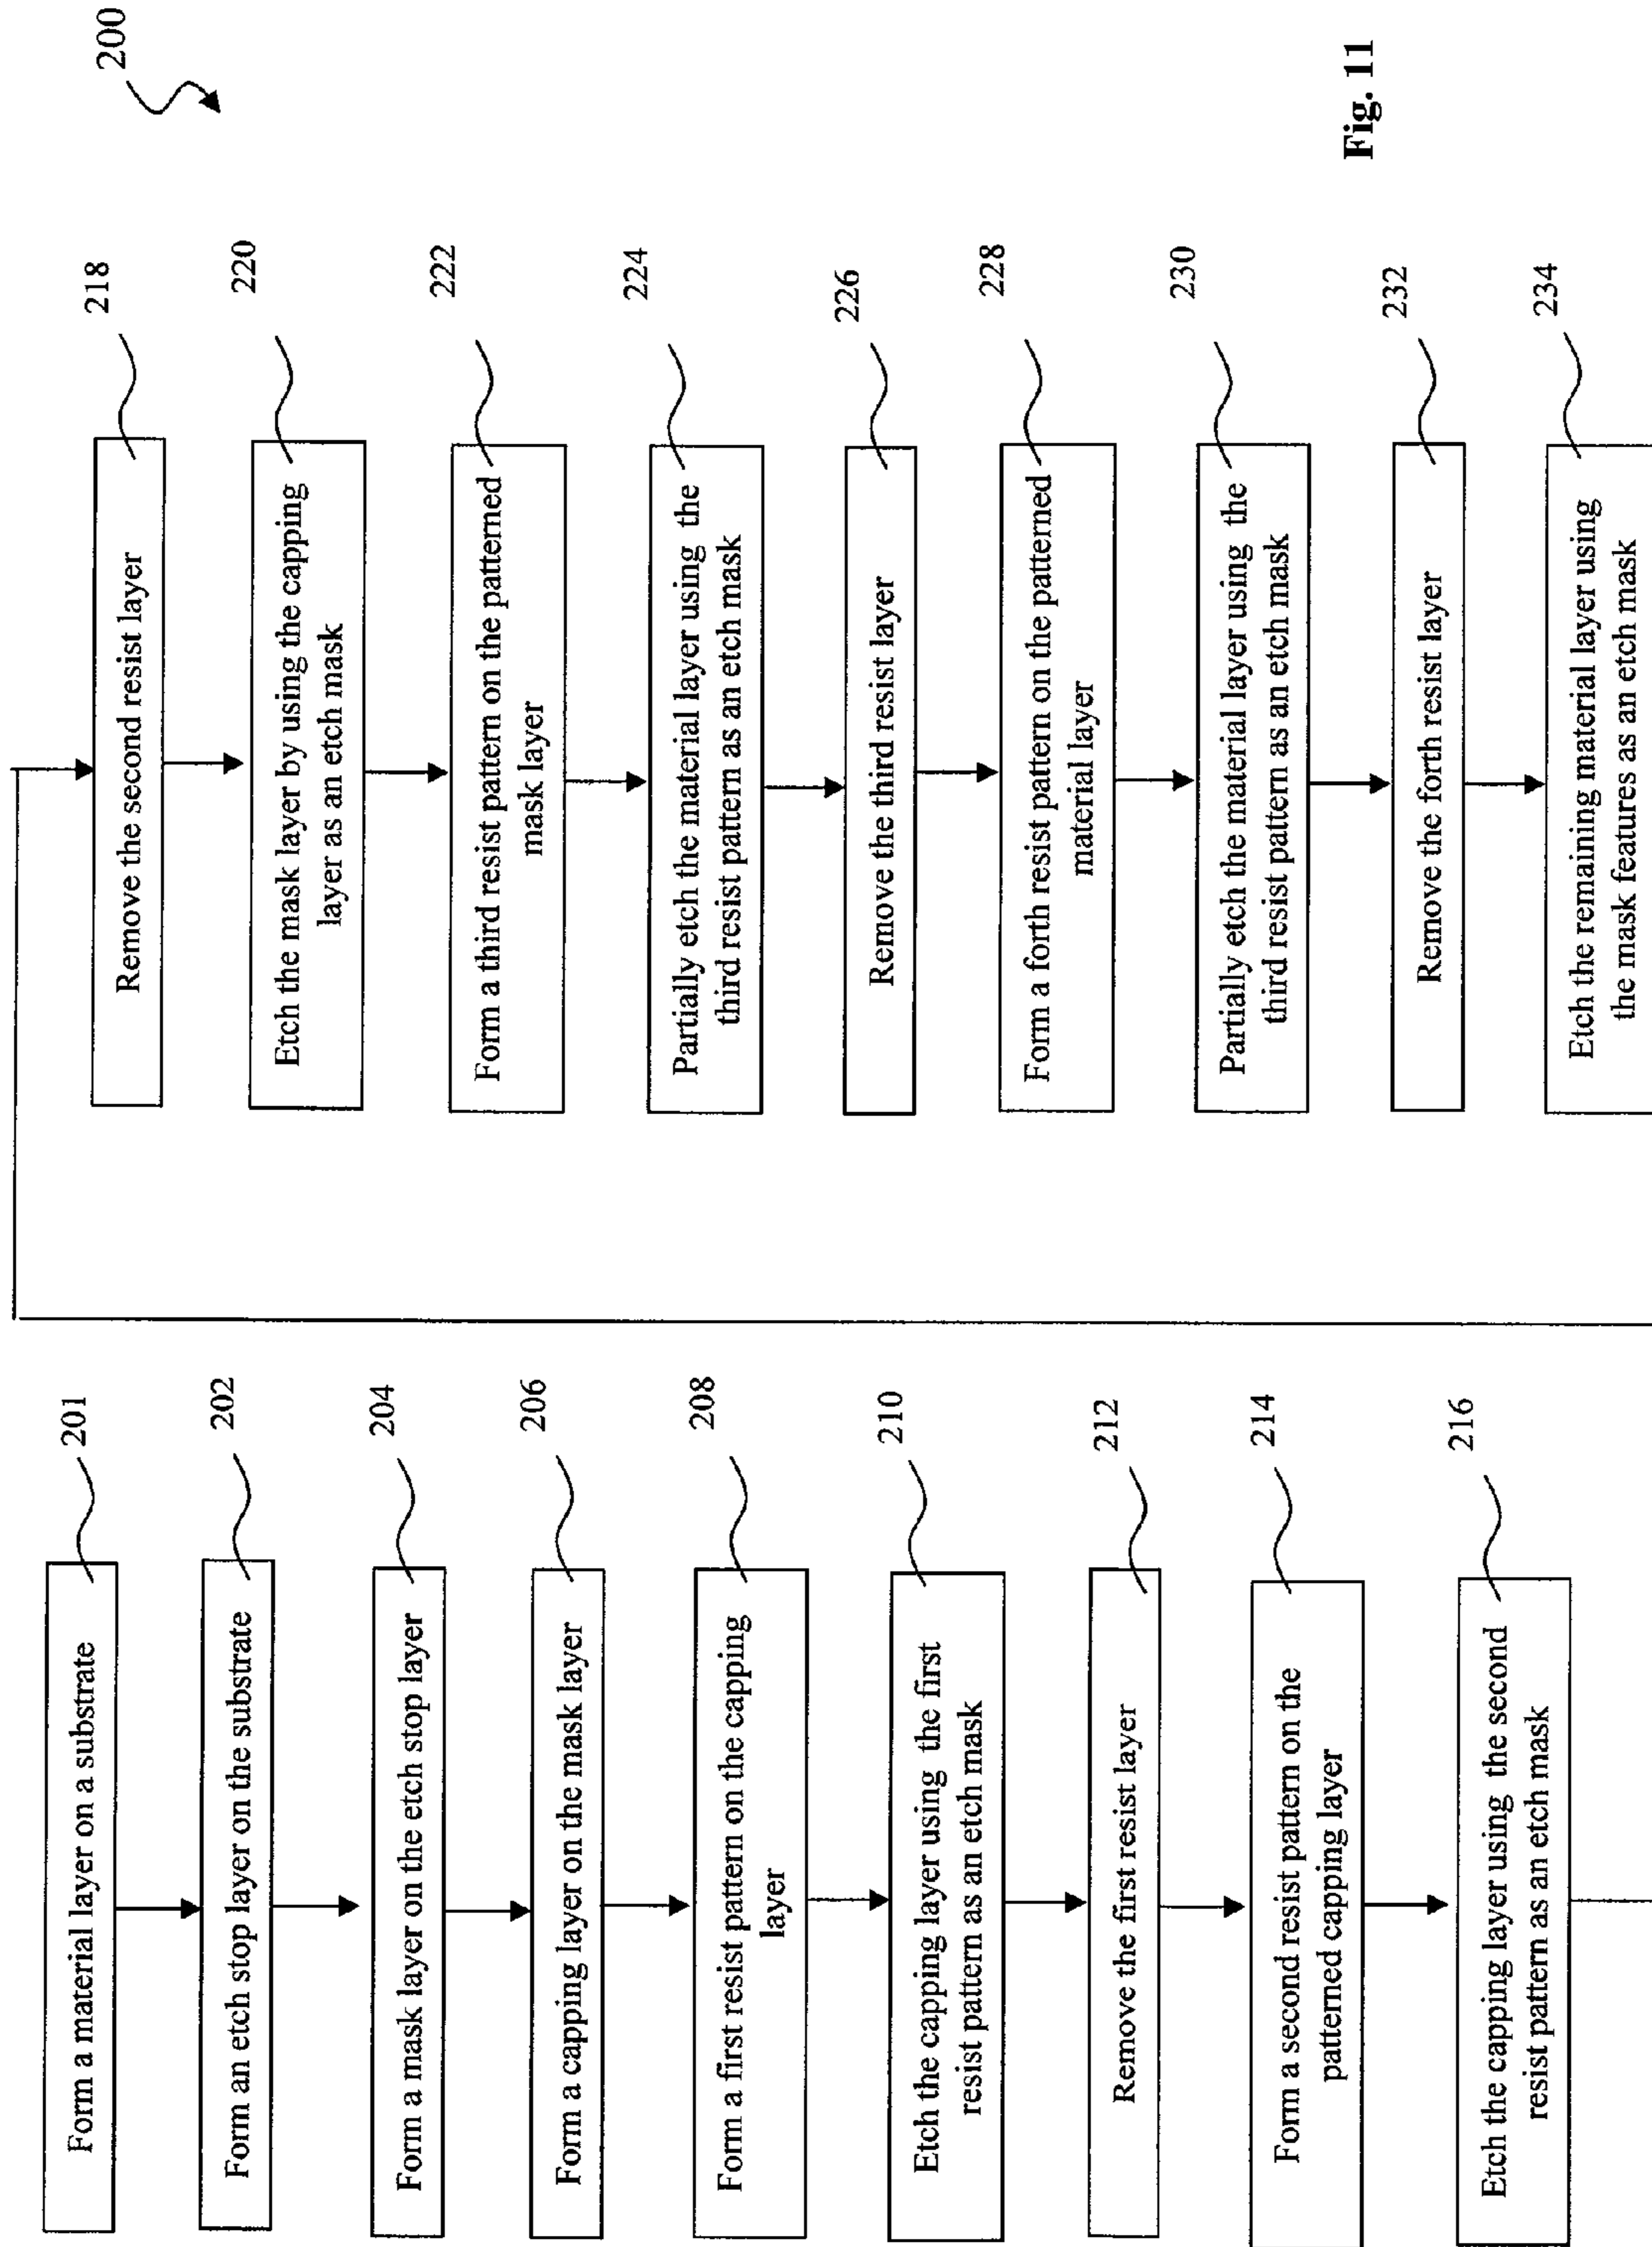 200
201
Form a material layer on a substrate
202
Form an etch stop layer on the substrate
204
Form a mask layer on the etch stop layer
206
Form a capping layer on the mask layer
208
Form a first resist pattern on the capping
layer
210
Etch the capping layer using the first
resist pattern as an etch mask
212
Remove the first resist layer
214
Form a second resist pattern on the
patterned capping layer
216
Etch the capping layer using the second
resist pattern as an etch mask
218
Remove the second resist layer
220
Etch the mask layer by using the capping
layer as an etch mask
222
Form a third resist pattern on the patterned
mask layer
224
Partially etch the material layer using the
third resist pattern as an etch mask
226
Remove the third resist layer
228
Form a forth resist pattern on the patterned
material layer
230
Partially etch the material layer using the
third resist pattern as an etch mask
232
Remove the forth resist layer
234
Etch the remaining material layer using
the mask features as an etch mask
Fig. 11